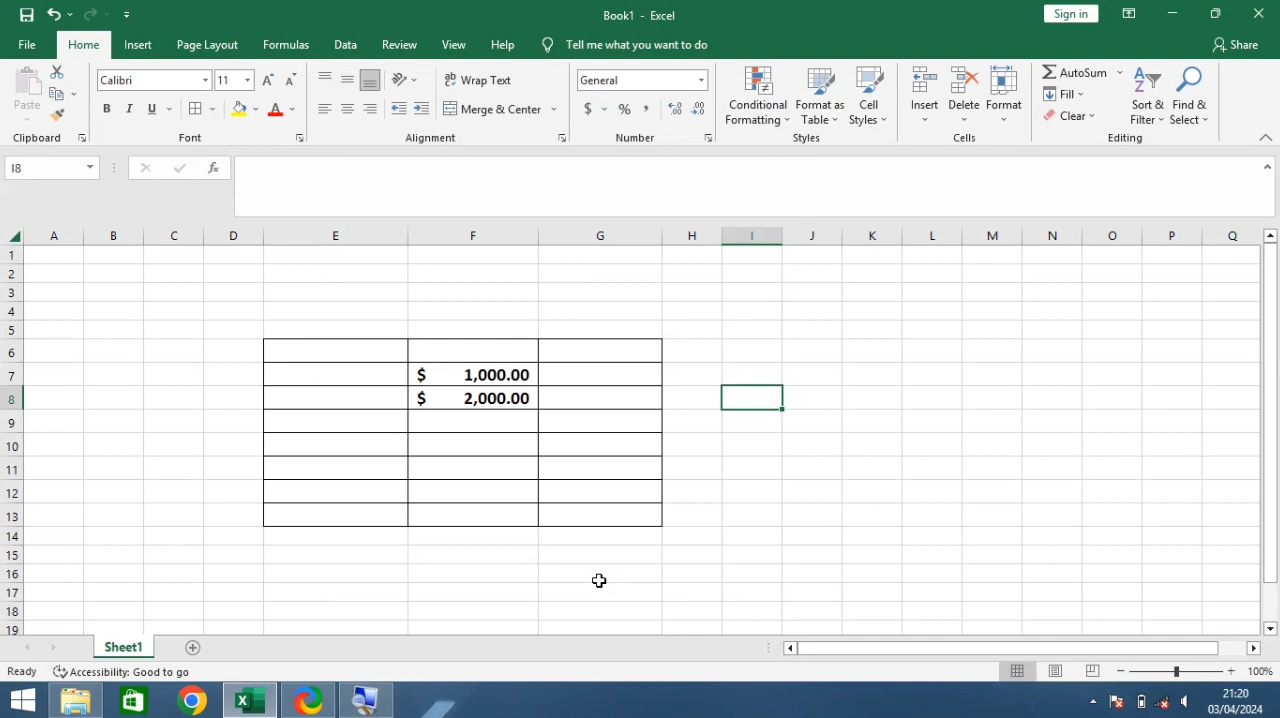 Book1 - Excel
Sign in
File Home Insert Page Layout Formulas Data Review View Help Tell me what you want to do Share
Calibri 11 Wrap Text General Conditional Formatting Format as Table Cell Styles Insert Delete Format AutoSum Sort & Filter Find & Select
Paste B I U Merge & Center $ % Fill
Clear
Clipboard Font Alignment Number Styles Cells Editing
I8 fx
A B C D E F G H I J K L M N O P Q
1
2
3
4
5
6
7 $ 1,000.00
8 $ 2,000.00
9
10
11
12
13
14
15
16
17
18
19
Sheet1
Ready Accessibility: Good to go 100%
21:20
03/04/2024